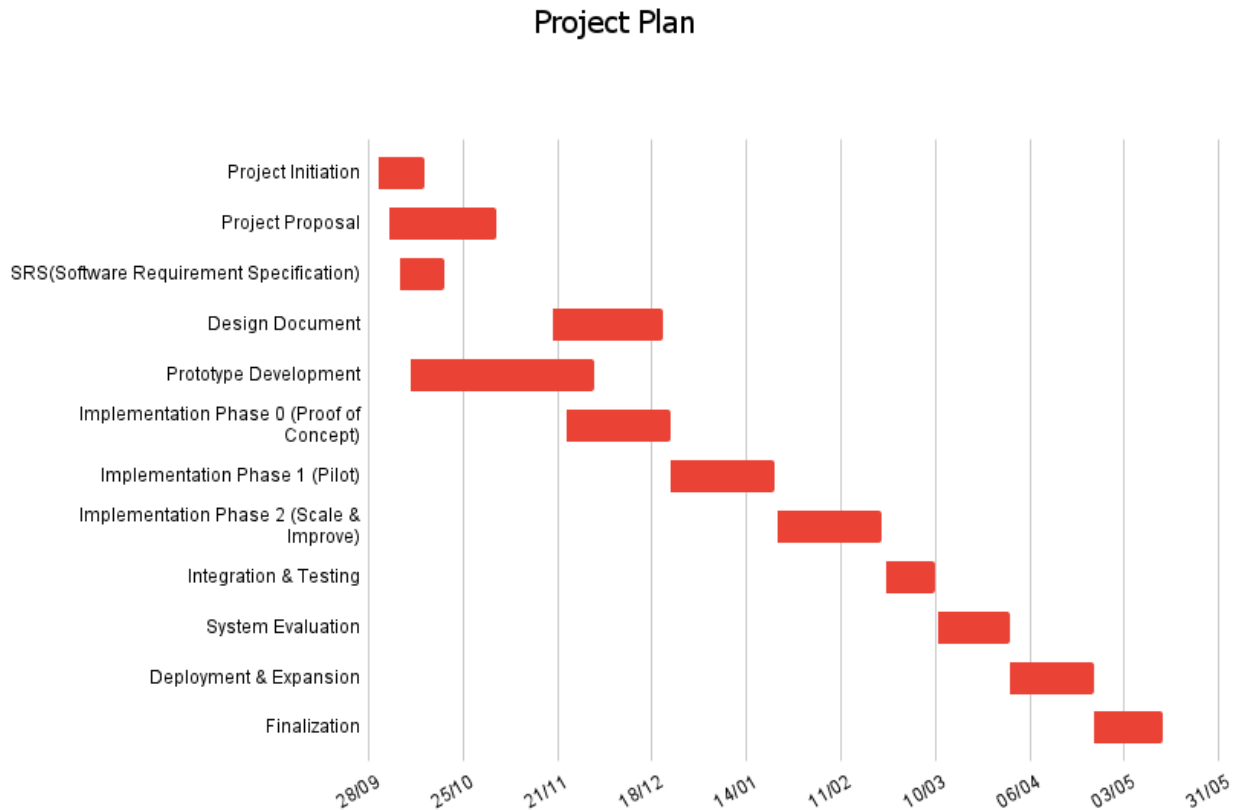 Project Plan
Project Initiation
Project Proposal
SRS(Software Requirement Specification)
Design Document
Prototype Development
Implementation Phase 0 (Proof of
Concept)
Implementation Phase 1 (Pilot)
Implementation Phase 2 (Scale &
Improve)
Integration & Testing
System Evaluation
Deployment & Expansion
Finalization
28/09
25/10
21/11
18/12
14/01
11/02
10/03
06/04
03/05
31/05